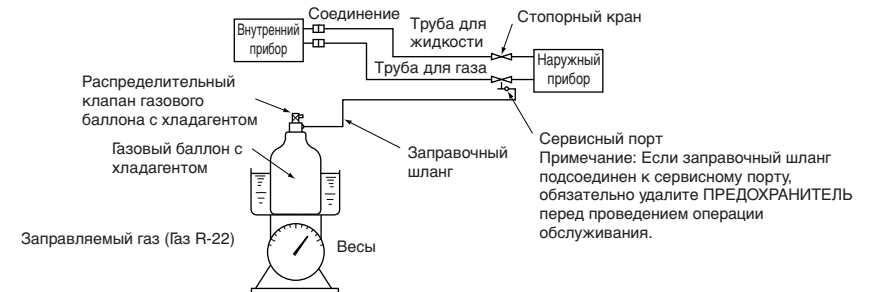 Соединение
Внутренний
прибор
Труба для
жидкости
Стопорный кран
Труба для газа
Наружный
прибор
Распределительный
клапан газового
баллона с хладагентом
Газовый баллон с
хладагентом
Заправочный
шланг
Сервисный порт
Примечание: Если заправочный шланг
подсоединен к сервисному порту,
обязательно удалите ПРЕДОХРАНИТЕЛЬ
перед проведением операции
обслуживания.
Заправляемый газ (Газ R-22)
Весы